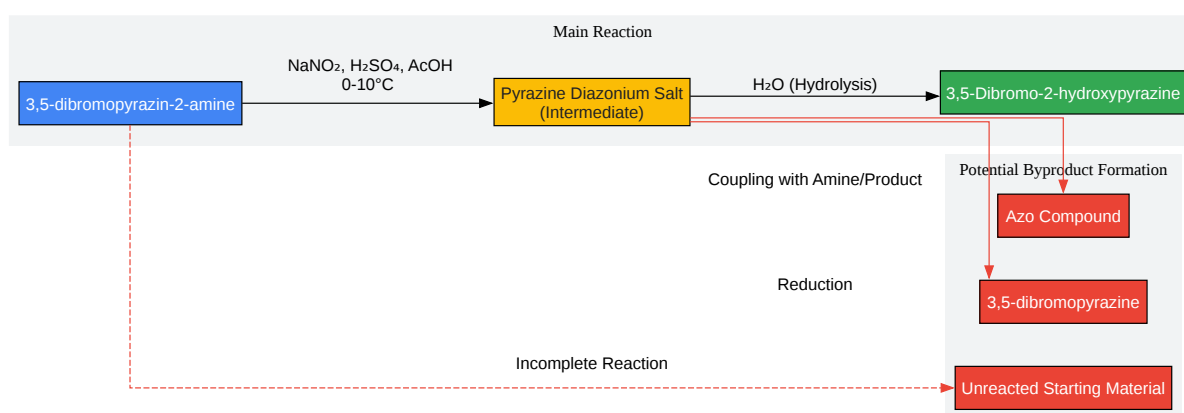 Main Reaction
NaNO₂, H₂SO₄, AcOH
0-10°C
3,5-dibromopyrazin-2-amine
Pyrazine Diazonium Salt
(Intermediate)
H₂O (Hydrolysis)
3,5-Dibromo-2-hydroxypyrazine
Potential Byproduct Formation
Coupling with Amine/Product
Azo Compound
Reduction
3,5-dibromopyrazine
Incomplete Reaction
Unreacted Starting Material